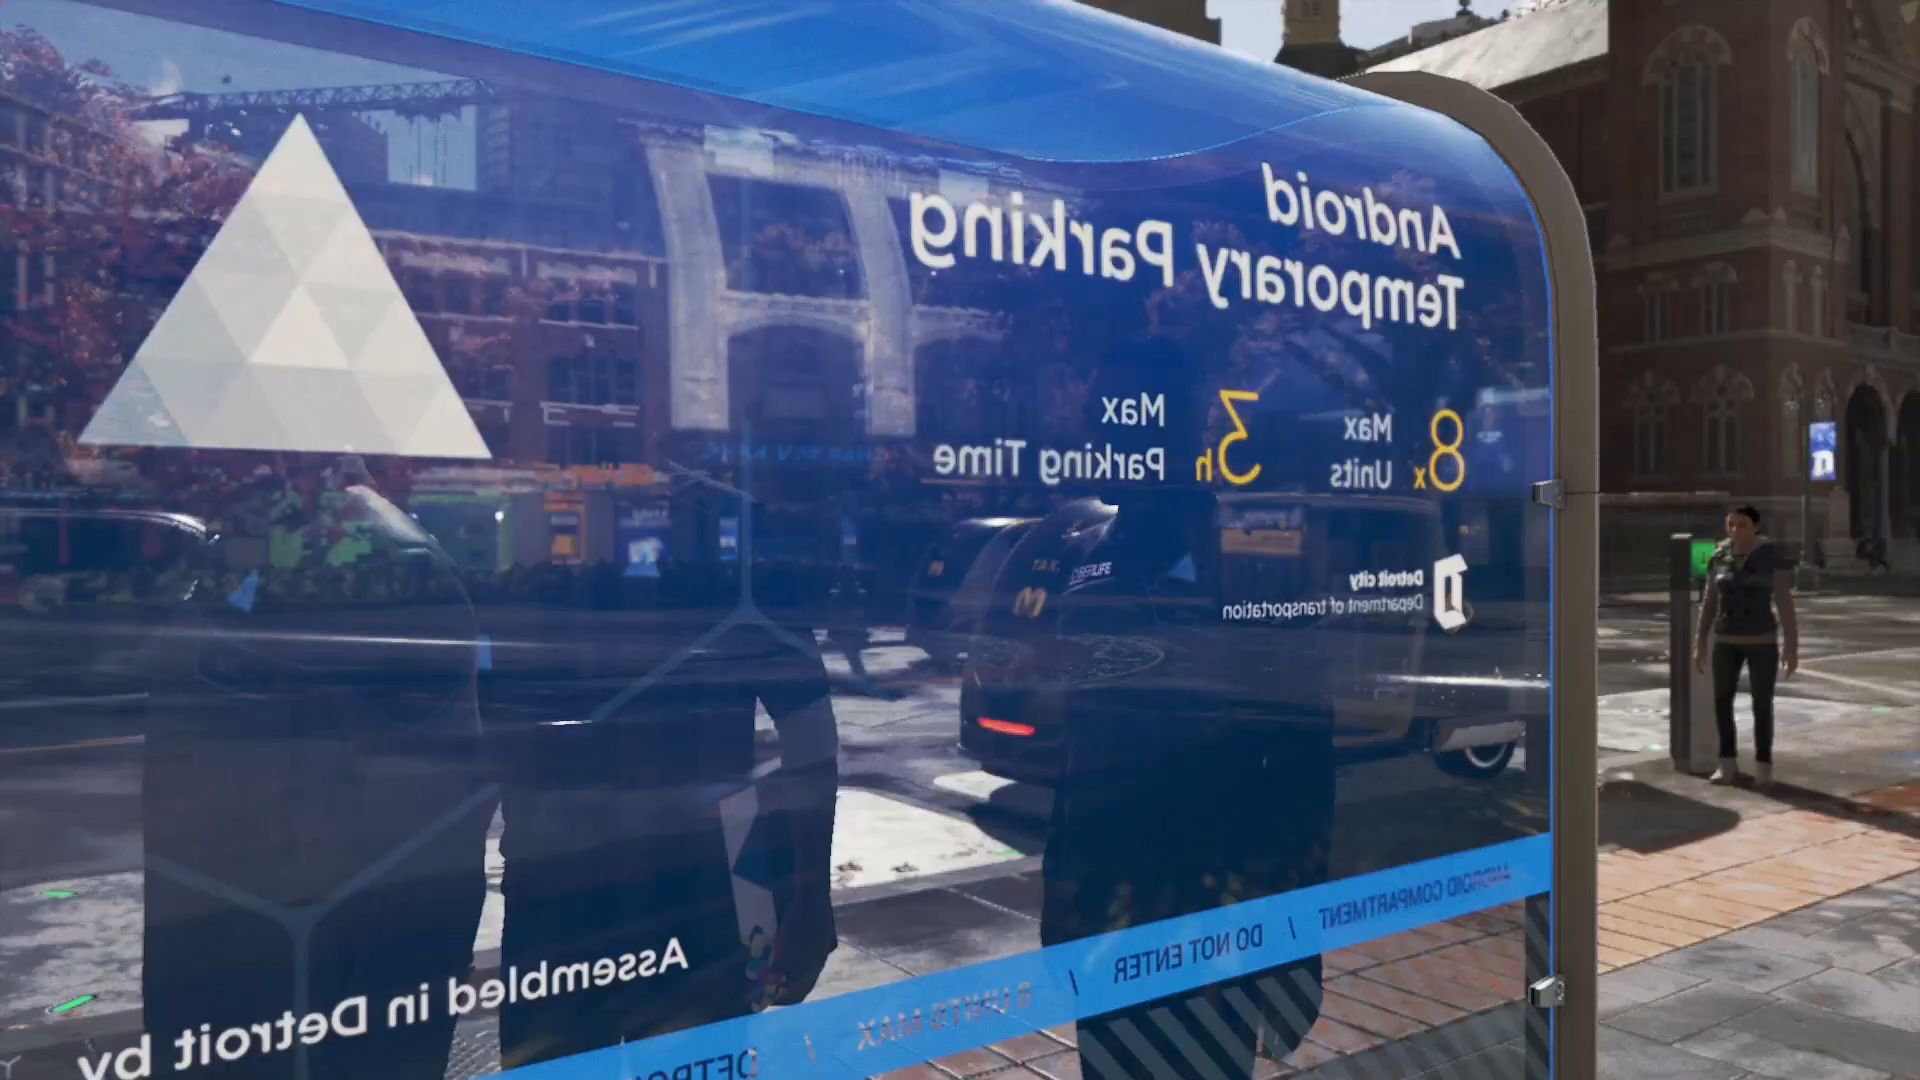 Android
Temporary Parking
8x Max
Units
3h Max
Parking Time
Detroit city
Department of transportation
ANDROID COMPARTMENT / DO NOT ENTER / 8 UNITS MAX /
Assembled in Detroit by
TAXI
M
M